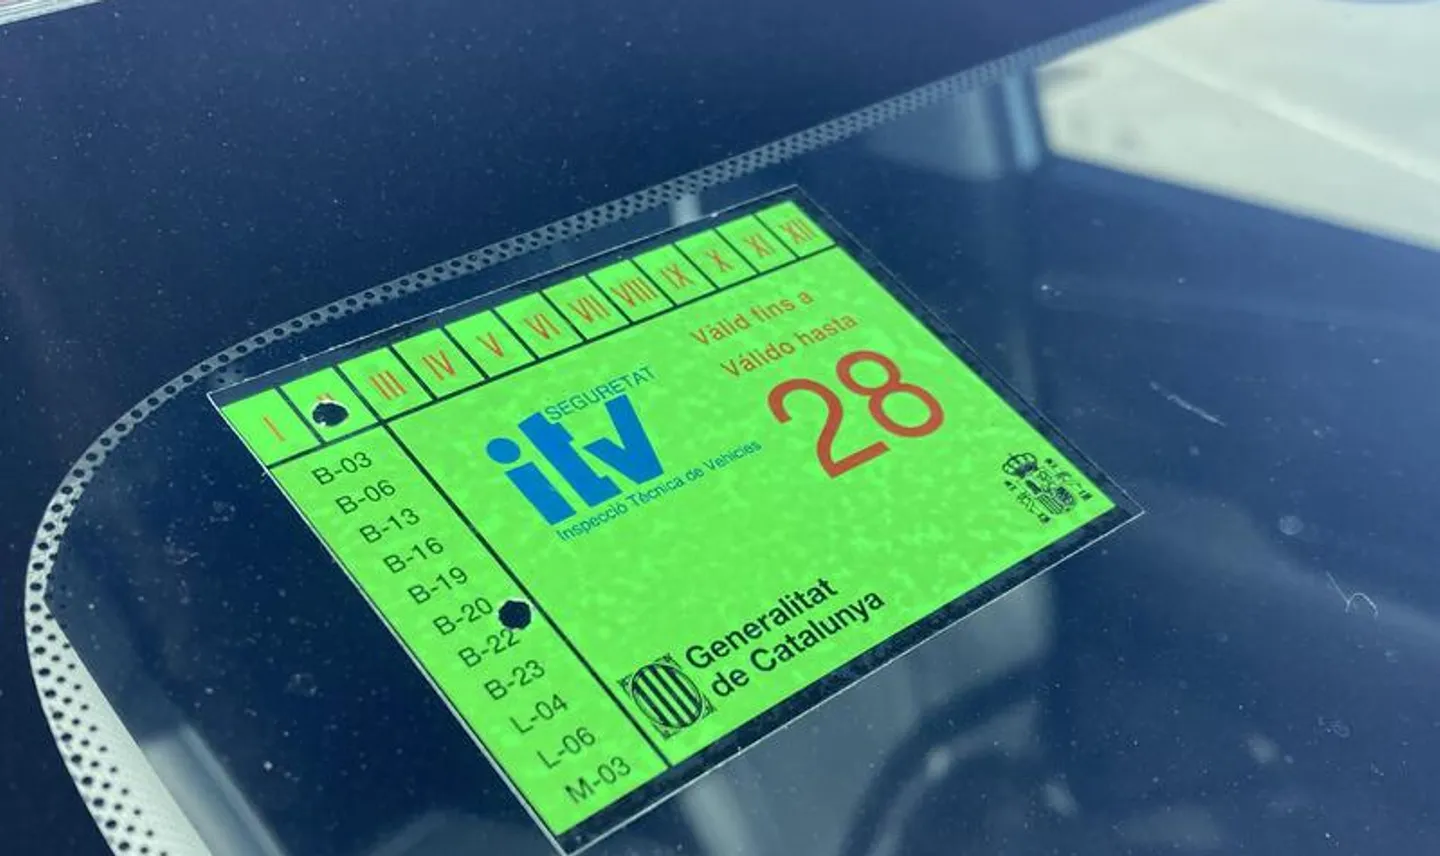 I III IV V VI VII VIII IX X XI XII
B-03
B-06
B-13
B-16
B-19
B-20
B-22
B-23
L-04
L-06
M-03
SEGURETAT
itv
Inspecció Tècnica de Vehicles
Vàlid fins a
Válido hasta
28
Generalitat
de Catalunya